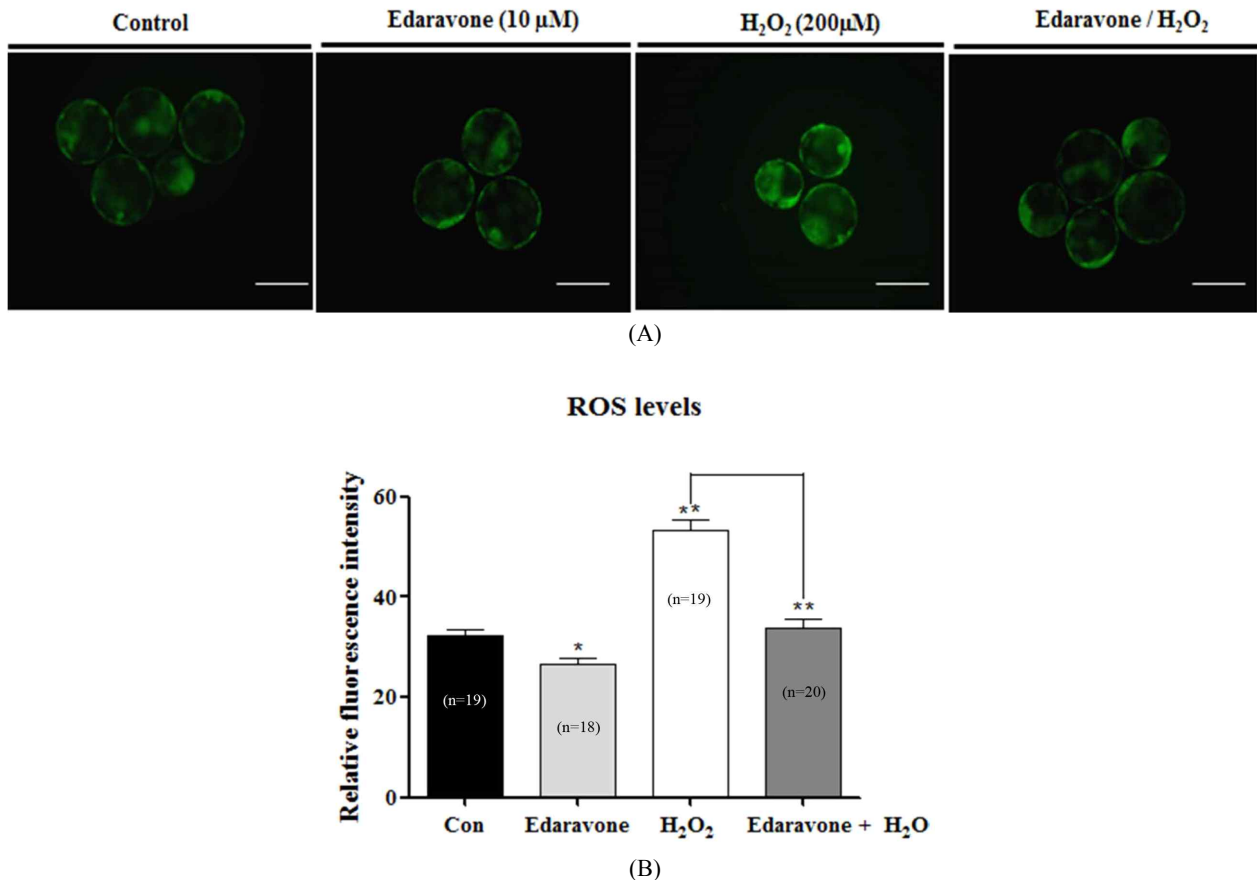 Control Edaravone (10 µM) H₂O₂ (200µM) Edaravone / H₂O₂
(A)
ROS levels
Relative fluorescence intensity
60
40
20
0
**
**
*
(n=19)
(n=18)
(n=19)
(n=20)
Con Edaravone H₂O₂ Edaravone + H₂O
(B)